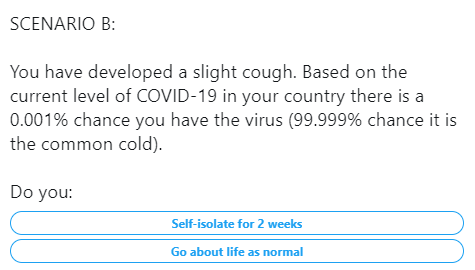 SCENARIO B:
You have developed a slight cough. Based on the
current level of COVID-19 in your country there is a
0.001% chance you have the virus (99.999% chance it is
the common cold).
Do you:
Self-isolate for 2 weeks
Go about life as normal